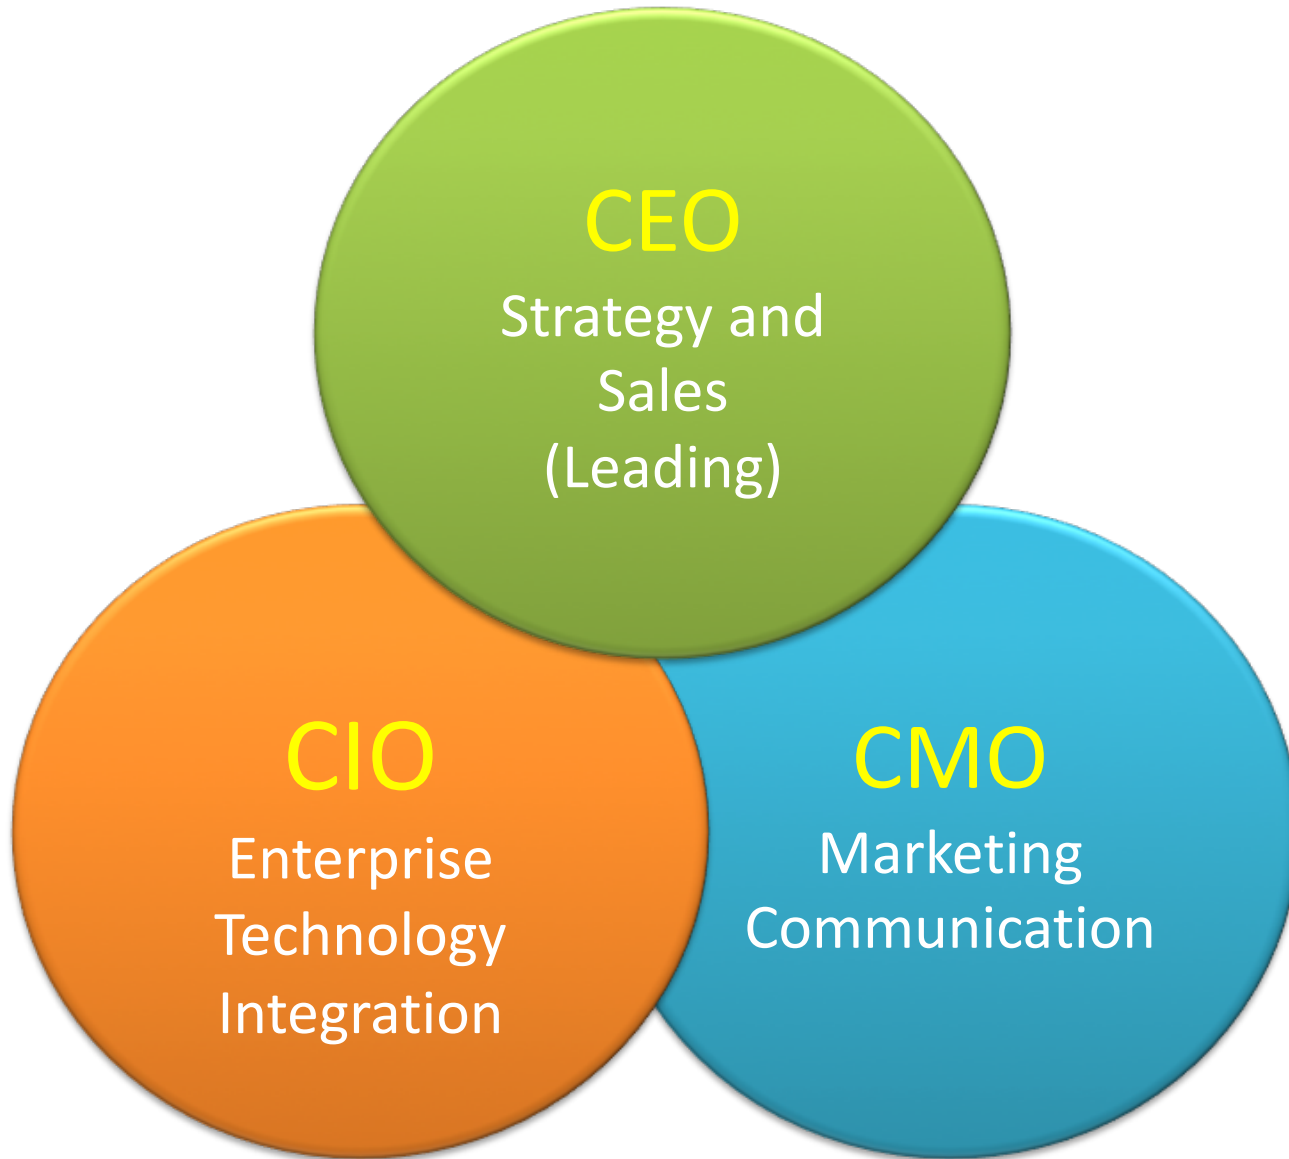 CEO
Strategy and
Sales
(Leading)
CIO
Enterprise
Technology
Integration
CMO
Marketing
Communication